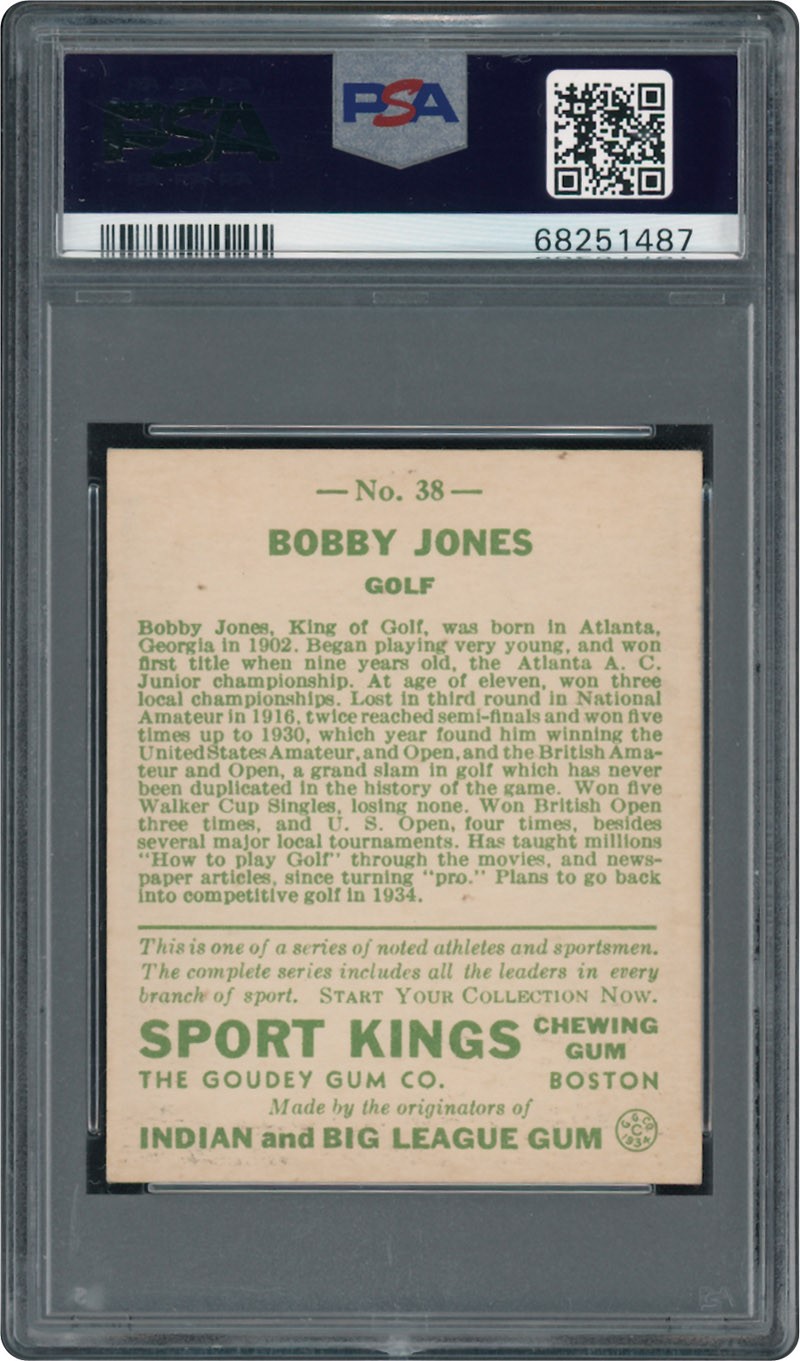 PSA
PSA
68251487
— No. 38 —
BOBBY JONES
GOLF
Bobby Jones, King of Golf, was born in Atlanta,
Georgia in 1902. Began playing very young, and won
first title when nine years old, the Atlanta A. C.
Junior championship. At age of eleven, won three
local championships. Lost in third round in National
Amateur in 1916, twice reached semi-finals and won five
times up to 1930, which year found him winning the
United States Amateur, and Open, and the British Ama-
teur and Open, a grand slam in golf which has never
been duplicated in the history of the game. Won five
Walker Cup Singles, losing none. Won British Open
three times, and U. S. Open, four times, besides
several major local tournaments. Has taught millions
"How to play Golf" through the movies, and news-
paper articles, since turning "pro." Plans to go back
into competitive golf in 1934.
This is one of a series of noted athletes and sportsmen.
The complete series includes all the leaders in every
branch of sport. START YOUR COLLECTION NOW.
SPORT KINGS CHEWING GUM
THE GOUDEY GUM CO. BOSTON
Made by the originators of
INDIAN and BIG LEAGUE GUM
G. G. CO. C 1934